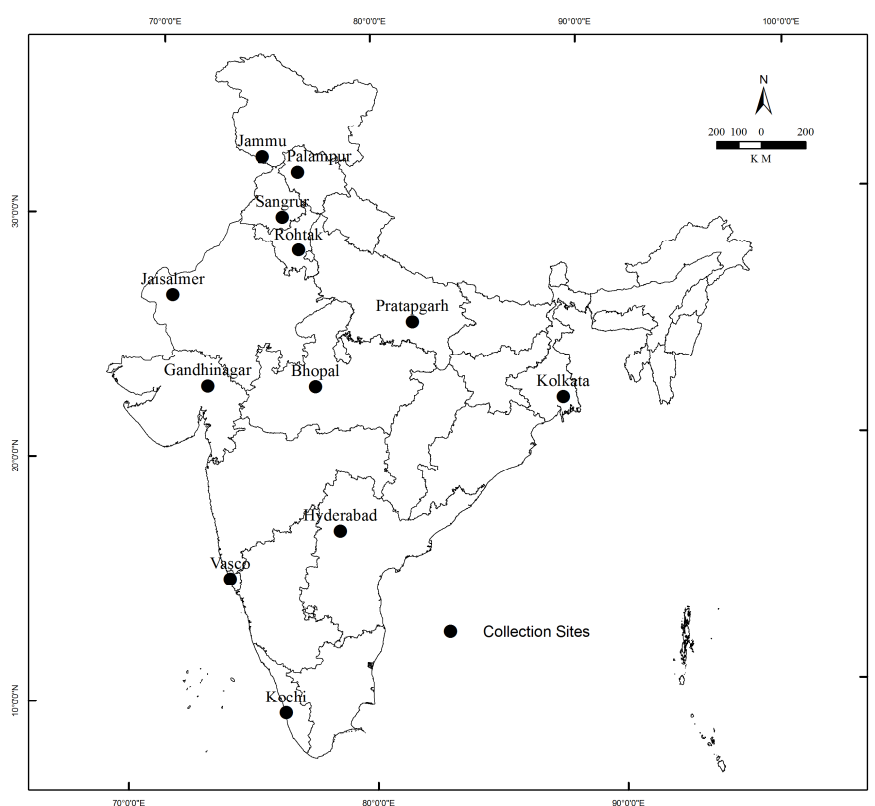 70°0'0"E 80°0'0"E 90°0'0"E 100°0'0"E
N
200 100 0 200
K M
Jammu
Palampur
Sangrur
30°0'0"N
Rohtak
Jaisalmer
Pratapgarh
Gandhinagar
Bhopal
Kolkata
20°0'0"N
Hyderabad
Vasco
Collection Sites
Kochi
10°0'0"N
70°0'0"E 80°0'0"E 90°0'0"E